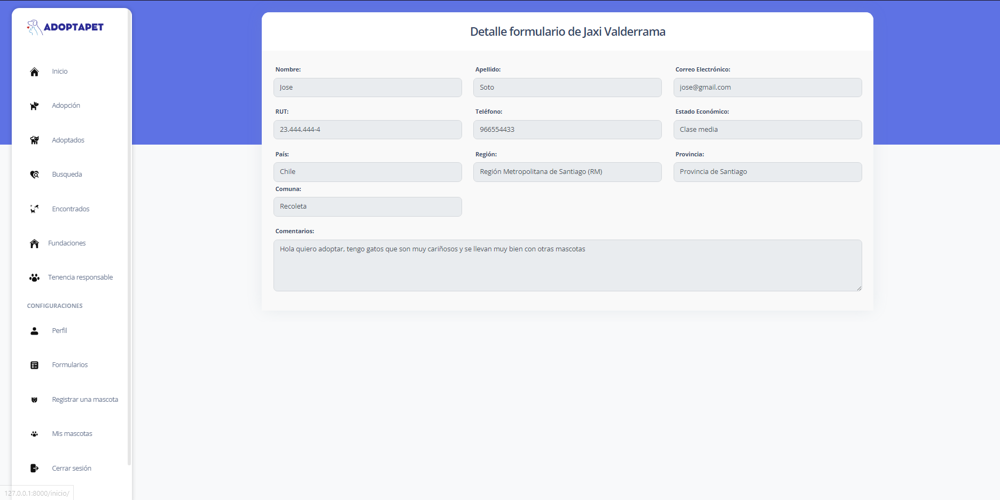 ADOPTAPET
Inicio
Adopción
Adoptados
Busqueda
Encontrados
Fundaciones
Tenencia responsable
CONFIGURACIONES
Perfil
Formularios
Registrar una mascota
Mis mascotas
Cerrar sesión
127.0.0.1:8000/inicio/
Detalle formulario de Jaxi Valderrama
Nombre: Apellido: Correo Electrónico:
Jose Soto jose@gmail.com
RUT: Teléfono: Estado Económico:
23.444.444-4 966554433 Clase media
País: Región: Provincia:
Chile Región Metropolitana de Santiago (RM) Provincia de Santiago
Comuna:
Recoleta
Comentarios:
Hola quiero adoptar, tengo gatos que son muy cariñosos y se llevan muy bien con otras mascotas